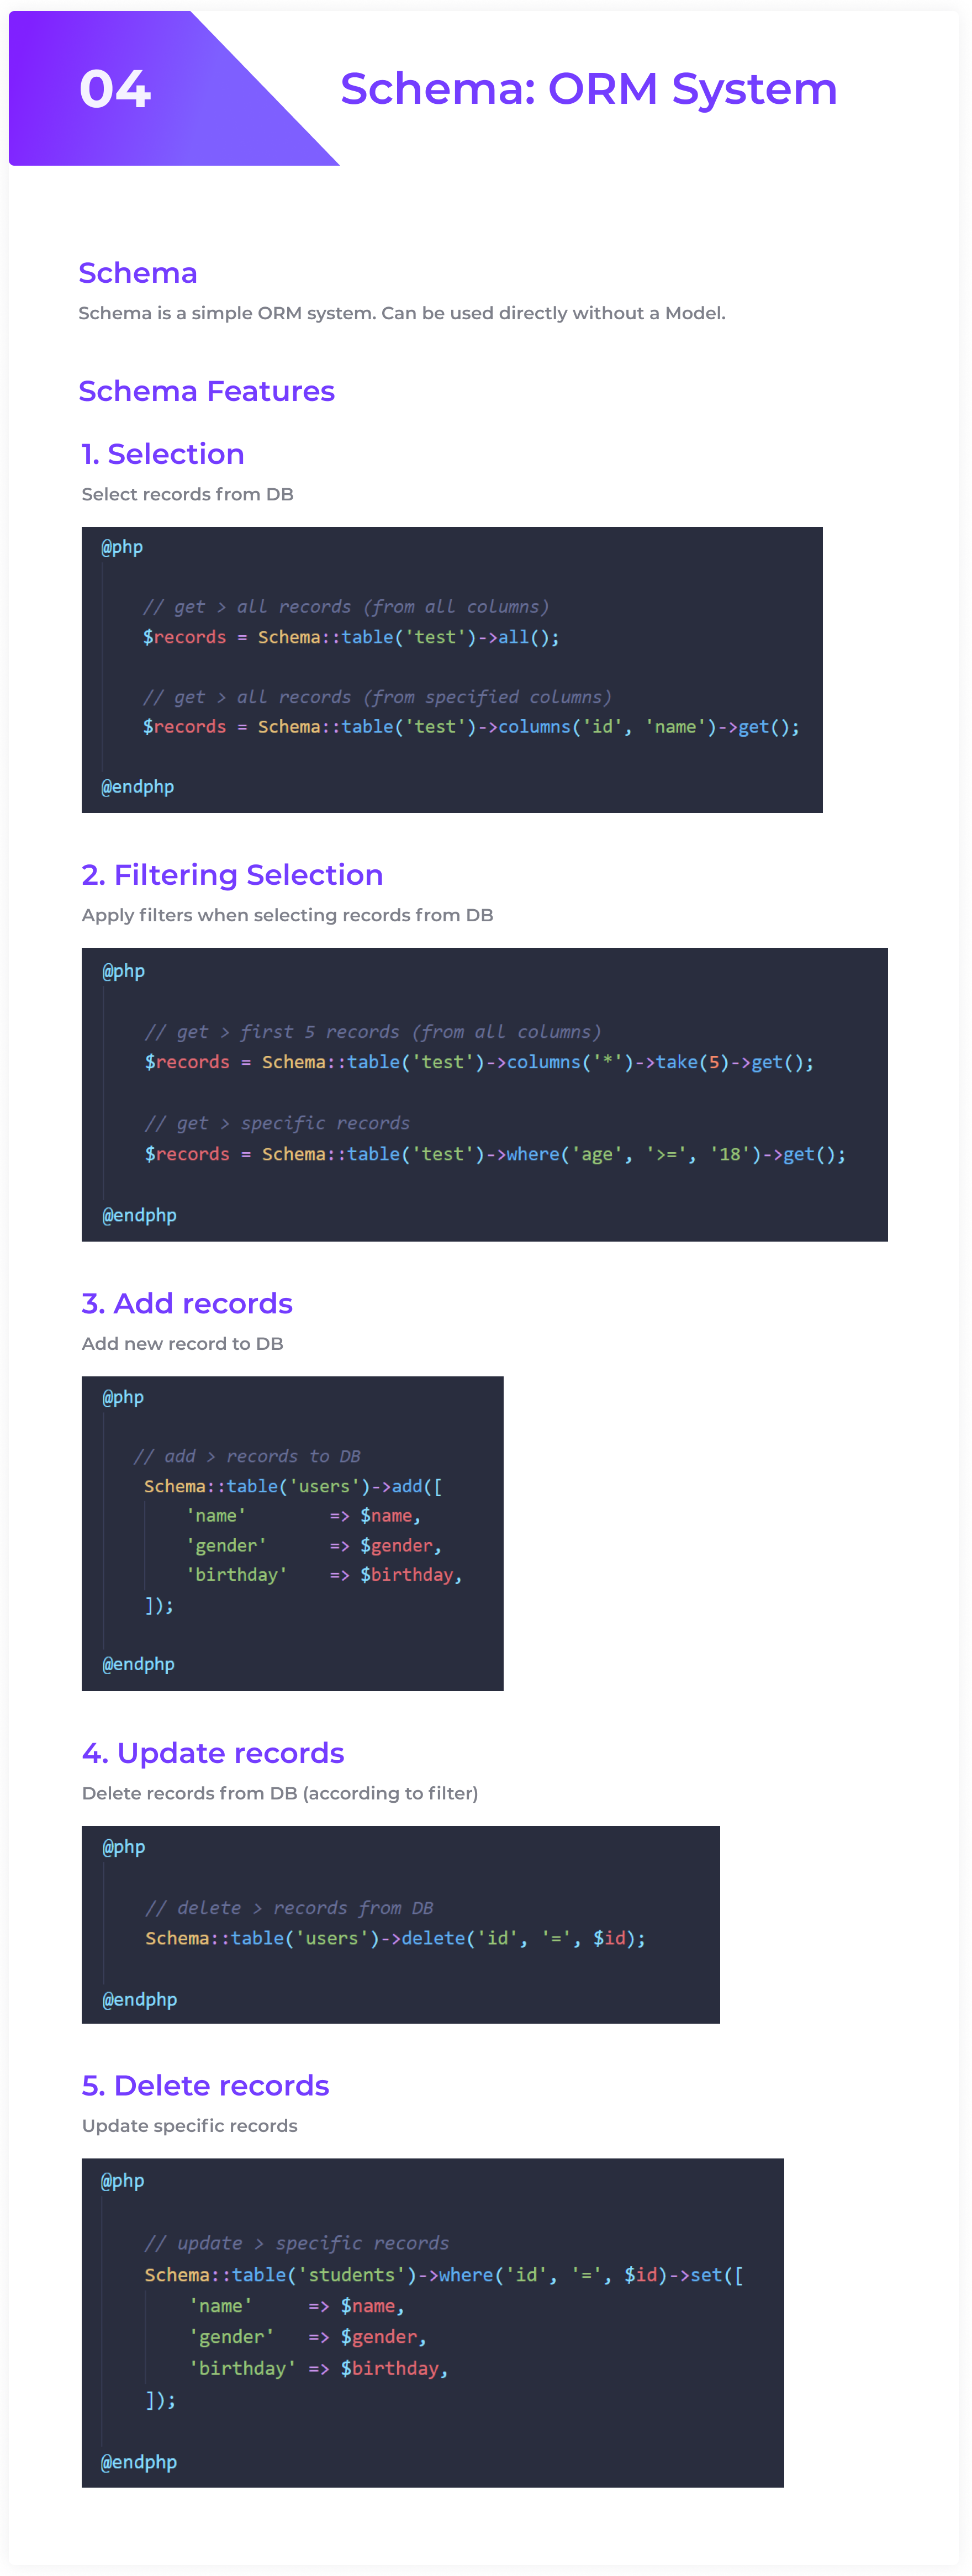 04
Schema: ORM System
Schema
Schema is a simple ORM system. Can be used directly without a Model.
Schema Features
1. Selection
Select records from DB
@php
// get > all records (from all columns)
$records = Schema::table('test')->all();
// get > all records (from specified columns)
$records = Schema::table('test')->columns('id', 'name')->get();
@endphp
2. Filtering Selection
Apply filters when selecting records from DB
@php
// get > first 5 records (from all columns)
$records = Schema::table('test')->columns('*')->take(5)->get();
// get > specific records
$records = Schema::table('test')->where('age', '>=', '18')->get();
@endphp
3. Add records
Add new record to DB
@php
// add > records to DB
Schema::table('users')->add([
'name' => $name,
'gender' => $gender,
'birthday' => $birthday,
]);
@endphp
4. Update records
Delete records from DB (according to filter)
@php
// delete > records from DB
Schema::table('users')->delete('id', '=', $id);
@endphp
5. Delete records
Update specific records
@php
// update > specific records
Schema::table('students')->where('id', '=', $id)->set([
'name' => $name,
'gender' => $gender,
'birthday' => $birthday,
]);
@endphp